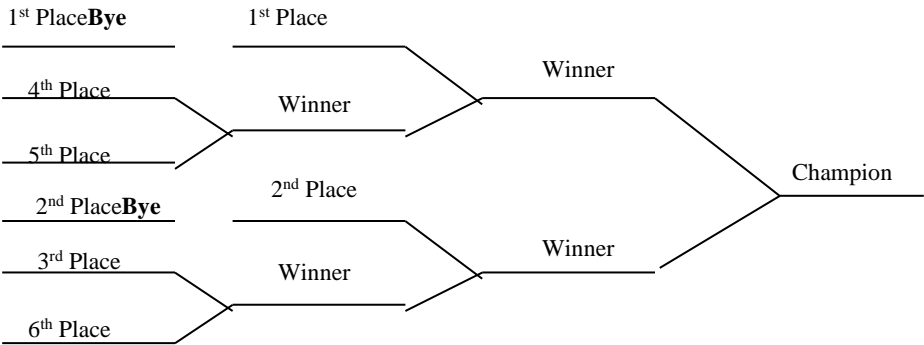 1st PlaceBye 1st Place
Winner
4th Place
Winner
5th Place
Champion
2nd Place
2nd PlaceBye
Winner
3rd Place
Winner
6th Place